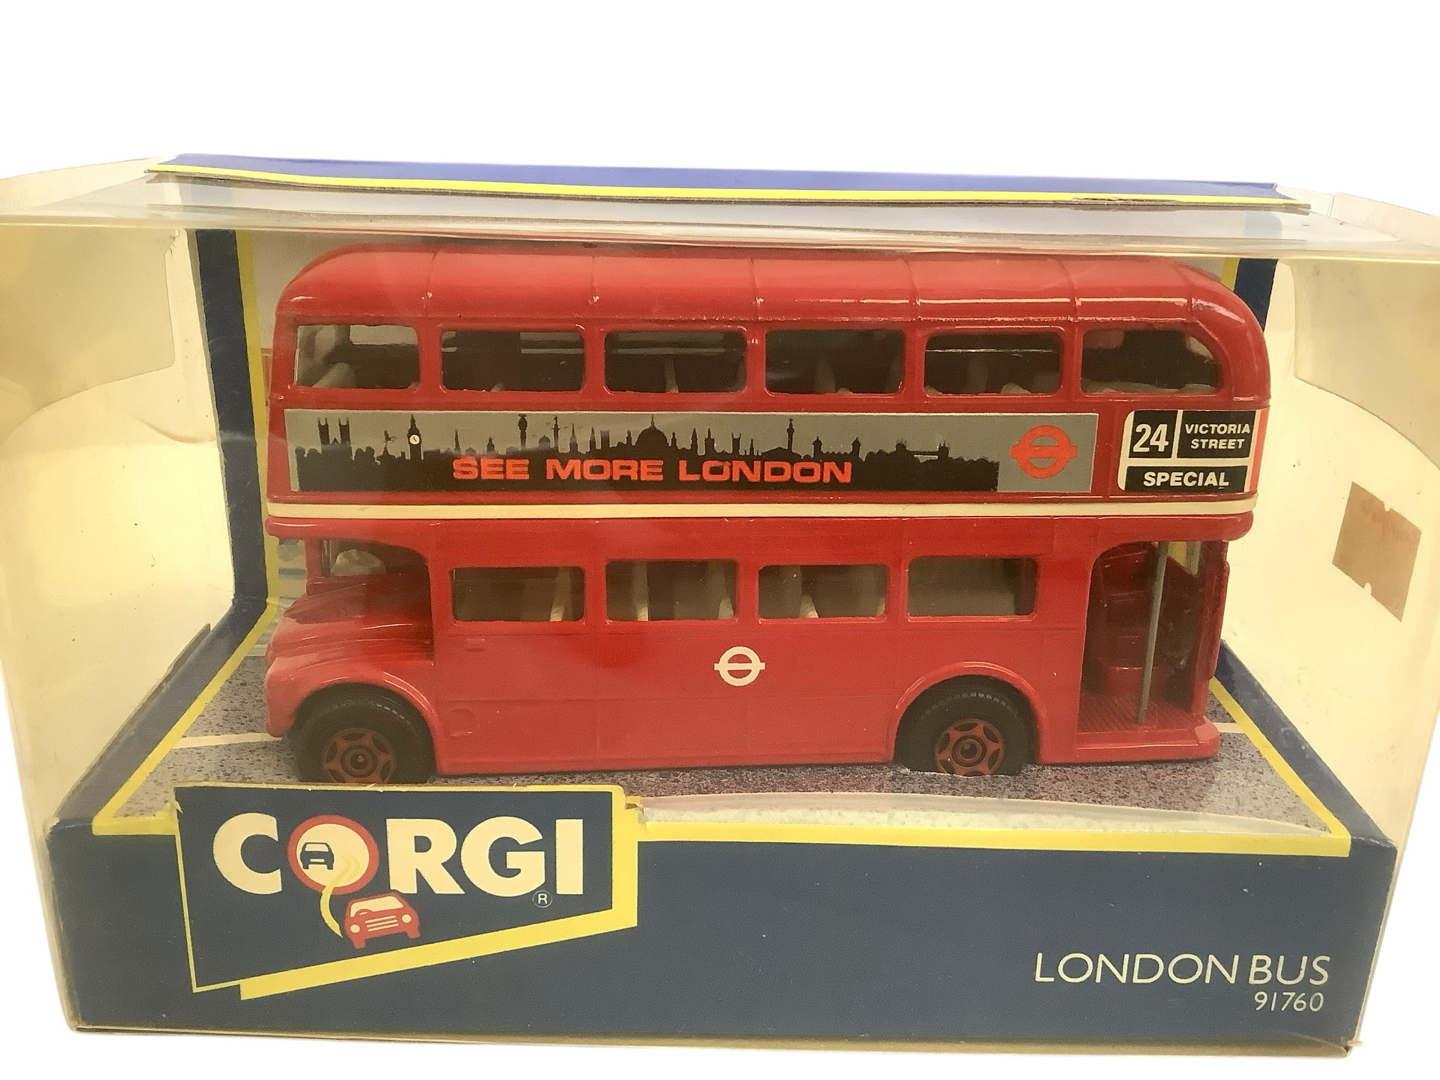 SEE MORE LONDON
24
VICTORIA
STREET
SPECIAL
CORGI
R
LONDON BUS
91760